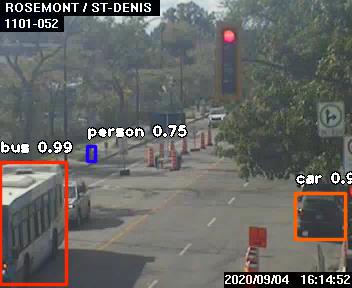 ROSEMONT / ST-DENIS
1101-052
person 0.75
bus 0.99
car 0.9
2020/09/04 16:14:52